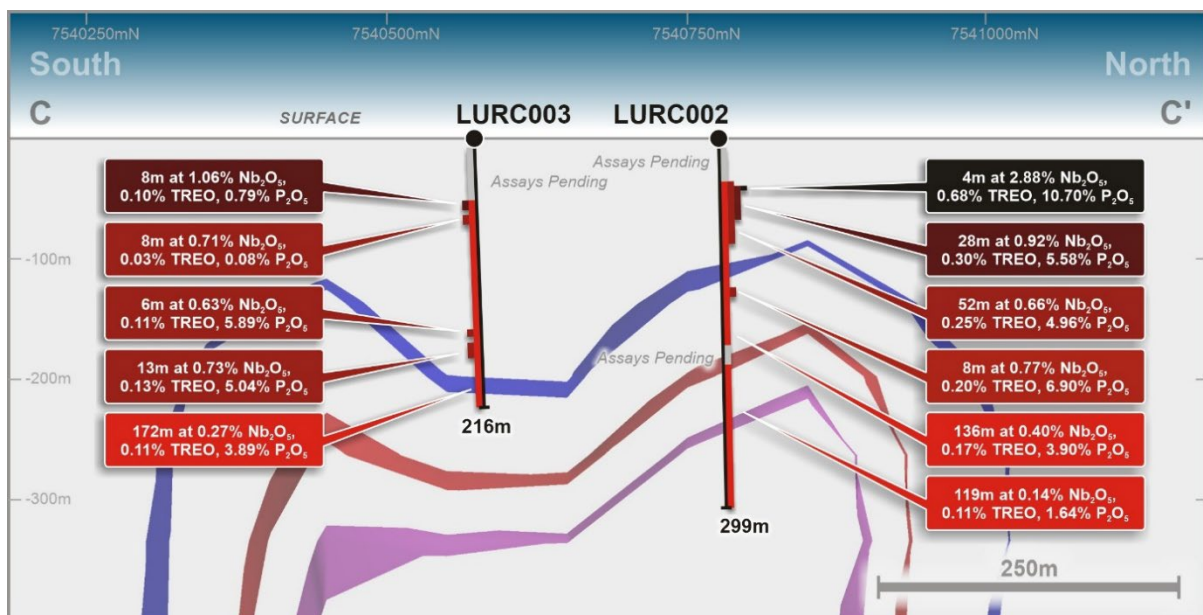 7540250mN
7540500mN
7540750mN
7541000mN
South
North
C
SURFACE
LURC003
LURC002
C'
Assays Pending
Assays Pending
8m at 1.06% Nb₂O₅,
0.10% TREO, 0.79% P₂O₅
8m at 0.71% Nb₂O₅,
0.03% TREO, 0.08% P₂O₅
6m at 0.63% Nb₂O₅,
0.11% TREO, 5.89% P₂O₅
13m at 0.73% Nb₂O₅,
0.13% TREO, 5.04% P₂O₅
172m at 0.27% Nb₂O₅,
0.11% TREO, 3.89% P₂O₅
4m at 2.88% Nb₂O₅,
0.68% TREO, 10.70% P₂O₅
28m at 0.92% Nb₂O₅,
0.30% TREO, 5.58% P₂O₅
52m at 0.66% Nb₂O₅,
0.25% TREO, 4.96% P₂O₅
8m at 0.77% Nb₂O₅,
0.20% TREO, 6.90% P₂O₅
136m at 0.40% Nb₂O₅,
0.17% TREO, 3.90% P₂O₅
119m at 0.14% Nb₂O₅,
0.11% TREO, 1.64% P₂O₅
-100m
-200m
-300m
Assays Pending
216m
299m
250m